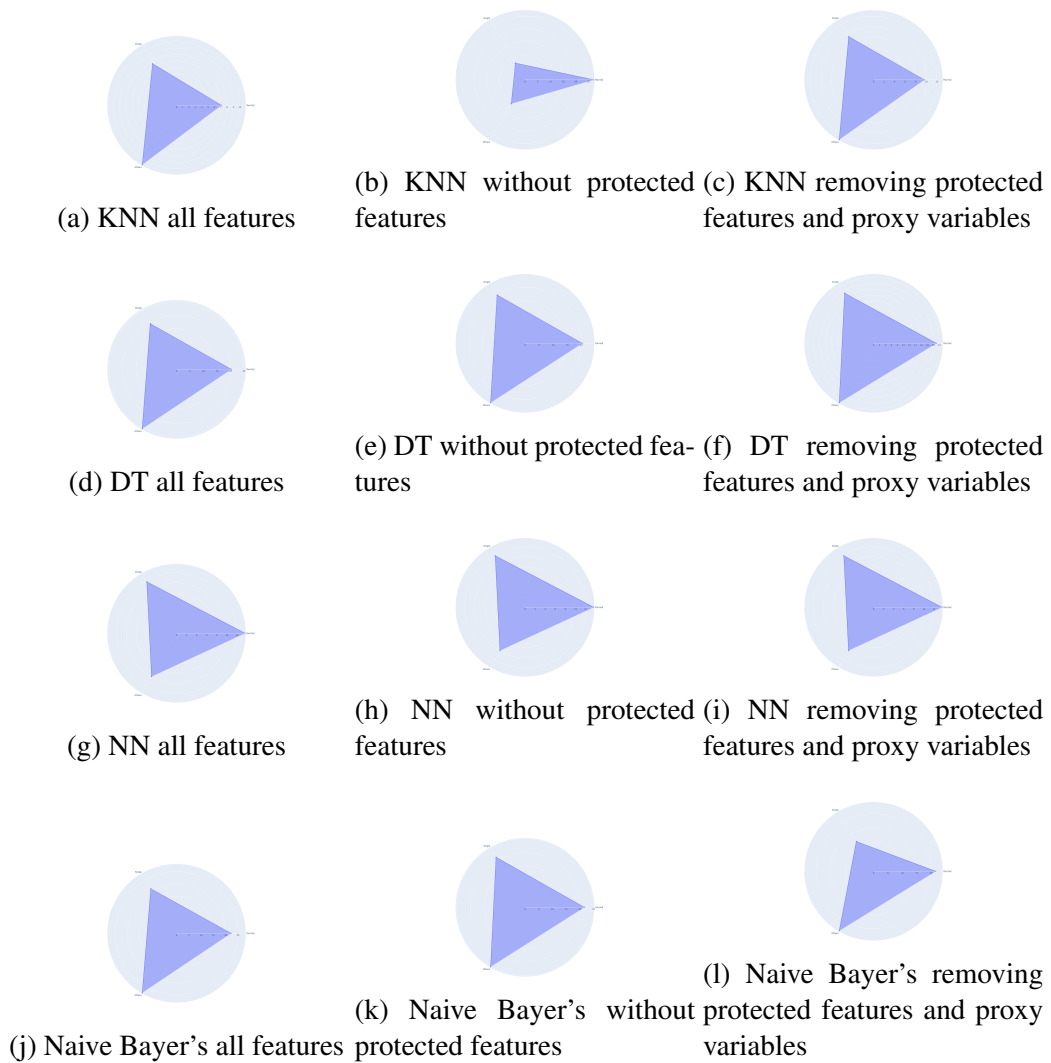 (a) KNN all features
(b) KNN without protected
features
(c) KNN removing protected
features and proxy variables
(d) DT all features
(e) DT without protected fea-
tures
(f) DT removing protected
features and proxy variables
(g) NN all features
(h) NN without protected
features
(i) NN removing protected
features and proxy variables
(j) Naive Bayer's all features
(k) Naive Bayer's without
protected features
(l) Naive Bayer's removing
protected features and proxy
variables